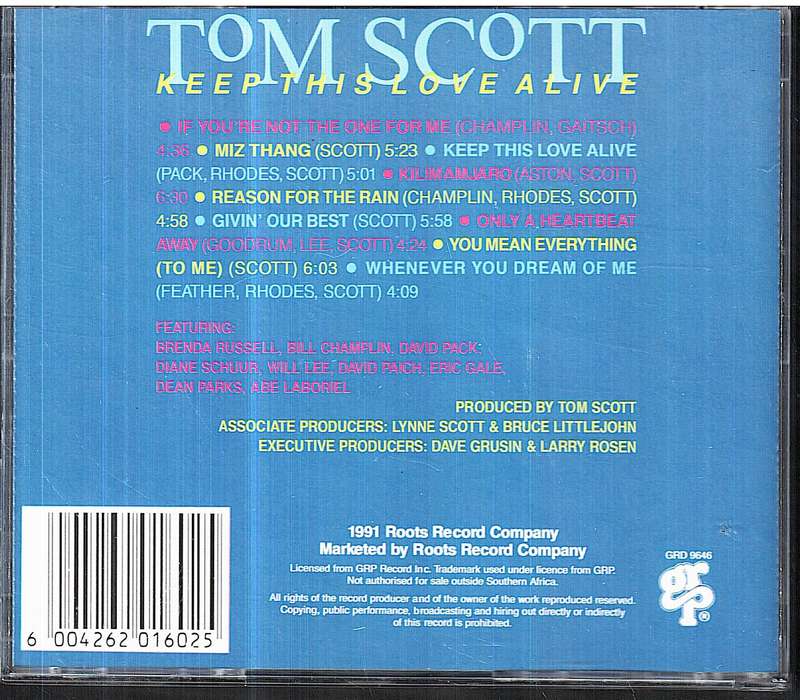 TOM SCOTT
KEEP THIS LOVE ALIVE
● IF YOU'RE NOT THE ONE FOR ME (CHAMPLIN, GAITSCH)
4:36 ● MIZ THANG (SCOTT) 5:23 ● KEEP THIS LOVE ALIVE
(PACK, RHODES, SCOTT) 5:01 ● KILIMAMJARO (ASTON, SCOTT)
6:30 ● REASON FOR THE RAIN (CHAMPLIN, RHODES, SCOTT)
4:58 ● GIVIN' OUR BEST (SCOTT) 5:58 ● ONLY A HEARTBEAT
AWAY (GOODRUM, LEE, SCOTT) 4:24 ● YOU MEAN EVERYTHING
(TO ME) (SCOTT) 6:03 ● WHENEVER YOU DREAM OF ME
(FEATHER, RHODES, SCOTT) 4:09
FEATURING:
BRENDA RUSSELL, BILL CHAMPLIN, DAVID PACK,
DIANE SCHUUR, WILL LEE, DAVID PAICH, ERIC GALE,
DEAN PARKS, ABE LABORIEL
PRODUCED BY TOM SCOTT
ASSOCIATE PRODUCERS: LYNNE SCOTT & BRUCE LITTLEJOHN
EXECUTIVE PRODUCERS: DAVE GRUSIN & LARRY ROSEN
1991 Roots Record Company
Marketed by Roots Record Company
Licensed from GRP Record Inc. Trademark used under licence from GRP.
Not authorised for sale outside Southern Africa.
All rights of the record producer and of the owner of the work reproduced reserved.
Copying, public performance, broadcasting and hiring out directly or indirectly
of this record is prohibited.
GRD 9646
grp®
6 004262 016025